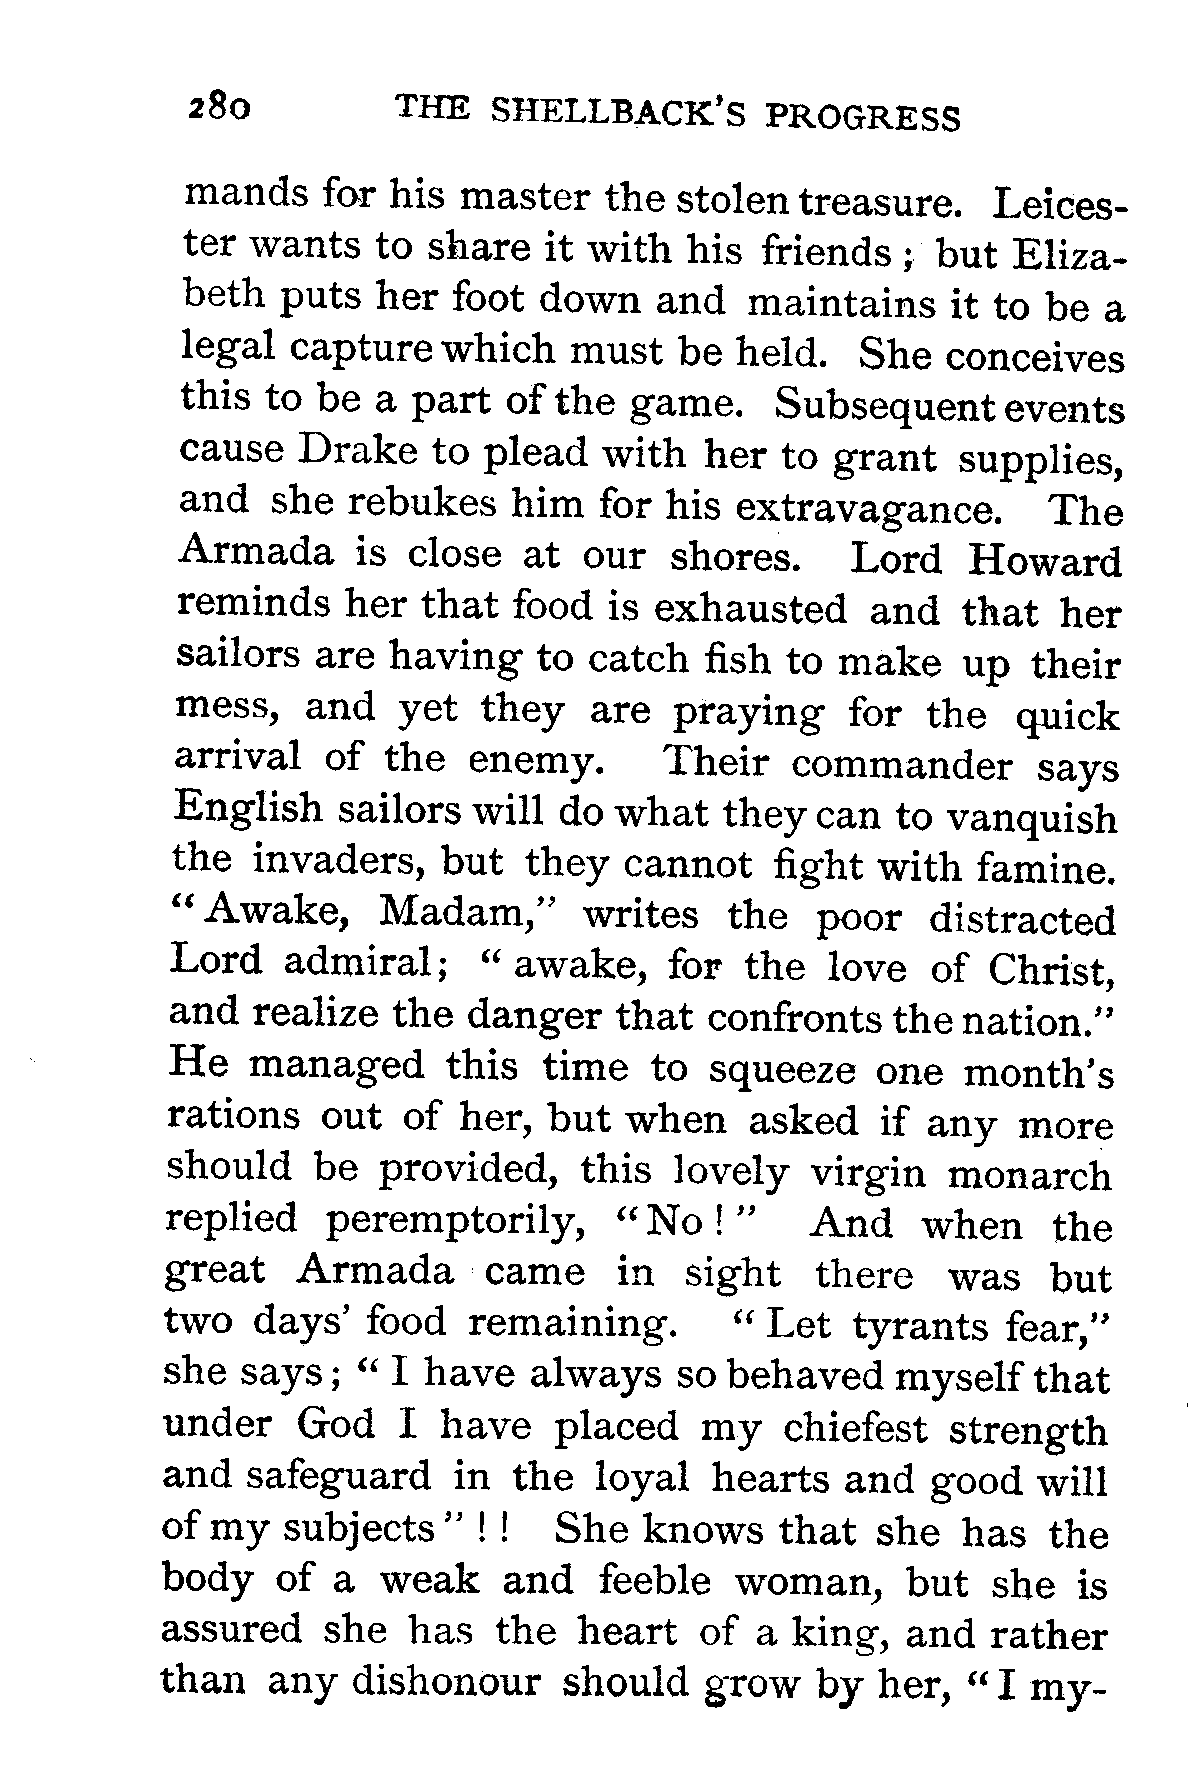 280 THE SHELLBACK'S PROGRESS
mands for his master the stolen treasure. Leices-
ter wants to share it with his friends ; but Eliza-
beth puts her foot down and maintains it to be a
legal capture which must be held. She conceives
this to be a part of the game. Subsequent events
cause Drake to plead with her to grant supplies,
and she rebukes him for his extravagance. The
Armada is close at our shores. Lord Howard
reminds her that food is exhausted and that her
sailors are having to catch fish to make up their
mess, and yet they are praying for the quick
arrival of the enemy. Their commander says
English sailors will do what they can to vanquish
the invaders, but they cannot fight with famine.
“ Awake, Madam,” writes the poor distracted
Lord admiral ; “ awake, for the love of Christ,
and realize the danger that confronts the nation.”
He managed this time to squeeze one month's
rations out of her, but when asked if any more
should be provided, this lovely virgin monarch
replied peremptorily, “ No ! ” And when the
great Armada came in sight there was but
two days' food remaining. “ Let tyrants fear,”
she says ; “ I have always so behaved myself that
under God I have placed my chiefest strength
and safeguard in the loyal hearts and good will
of my subjects ” ! ! She knows that she has the
body of a weak and feeble woman, but she is
assured she has the heart of a king, and rather
than any dishonour should grow by her, “ I my-